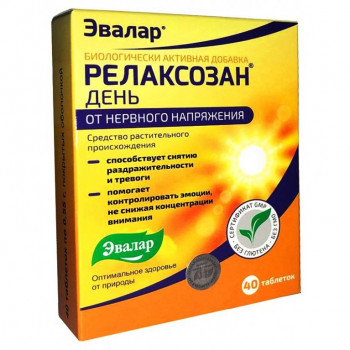 Эвалар®
БИОЛОГИЧЕСКИ АКТИВНАЯ ДОБАВКА
РЕЛАКСОЗАН®
ДЕНЬ
ОТ НЕРВНОГО НАПРЯЖЕНИЯ
Средство растительного
происхождения
способствует снятию
раздражительности
и тревоги
помогает
контролировать эмоции,
не снижая концентрации
внимания
СЕРТИФИКАТ GMP
БЕЗ ГЛЮТЕНА
Эвалар
Оптимальное здоровье
от природы
40 таблеток